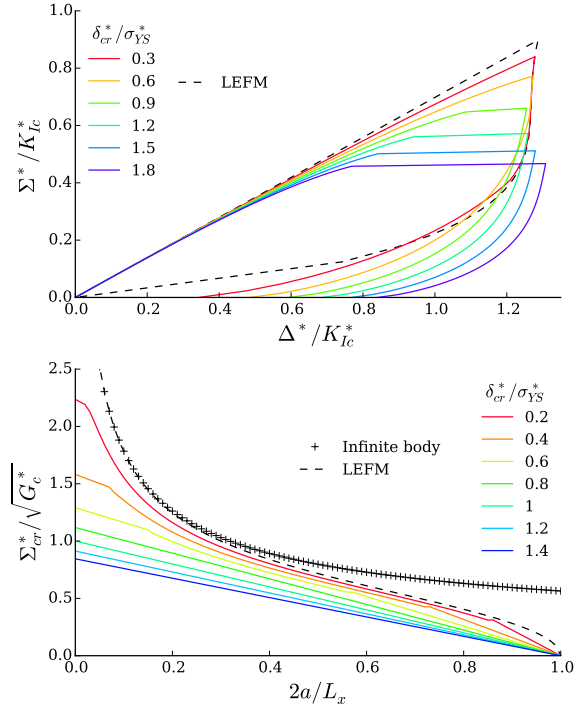 1.0
0.8
0.6
0.4
0.2
0.0
Σ*/K*Ic
δ*cr/σ*YS
0.3
0.6
0.9
1.2
1.5
1.8
LEFM
0.0 0.2 0.4 0.6 0.8 1.0 1.2
Δ*/K*Ic
2.5
2.0
1.5
1.0
0.5
0.0
Σ*cr/√G*c
Infinite body
LEFM
δ*cr/σ*YS
0.2
0.4
0.6
0.8
1
1.2
1.4
0.0 0.2 0.4 0.6 0.8 1.0
2a/Lx